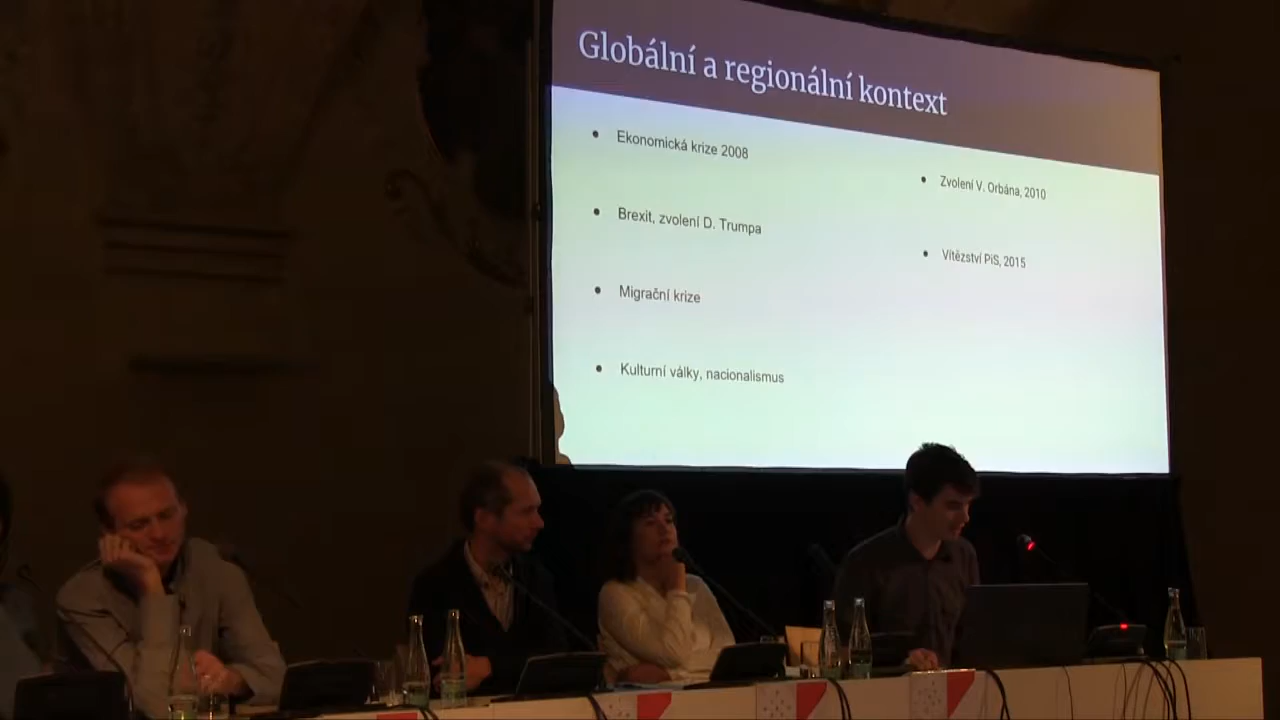 Globální a regionální kontext
Ekonomická krize 2008
Brexit, zvolení D. Trumpa
Migrační krize
Kulturní války, nacionalismus
Zvolení V. Orbána, 2010
Vítězství PiS, 2015